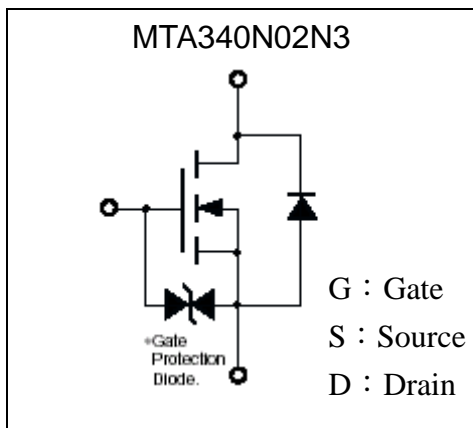 MTA340N02N3
*Gate
Protection
Diode.
G：Gate
S：Source
D：Drain